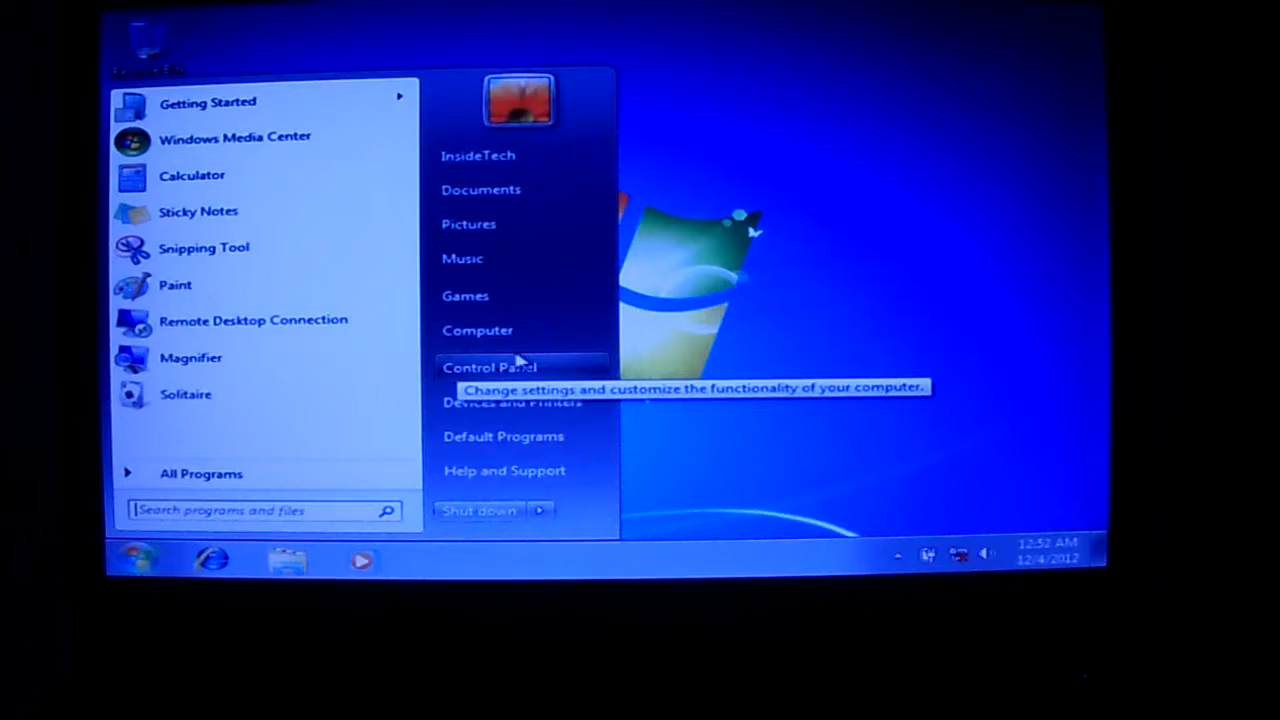 Getting Started
Windows Media Center
Calculator
Sticky Notes
Snipping Tool
Paint
Remote Desktop Connection
Magnifier
Solitaire
All Programs
Search programs and files
InsideTech
Documents
Pictures
Music
Games
Computer
Control Panel
Change settings and customize the functionality of your computer.
Devices and Printers
Default Programs
Help and Support
Shut down
12:52 AM
12/4/2012